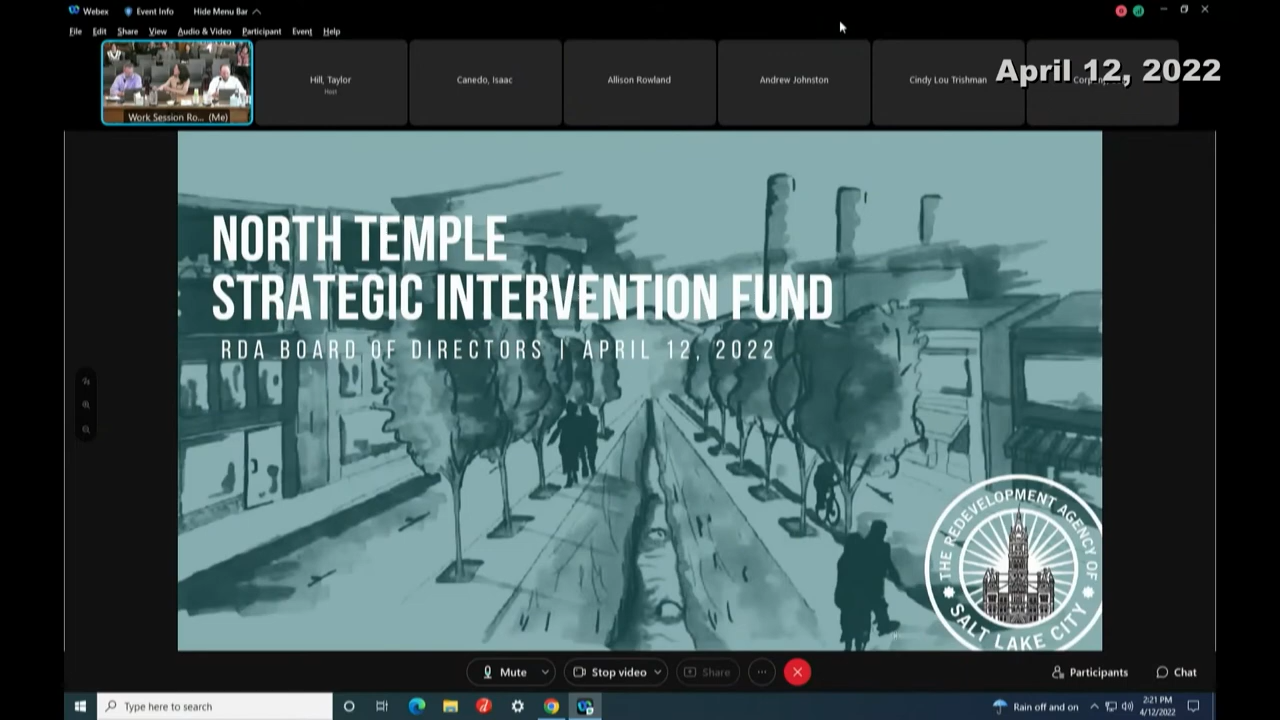 Webex
Event Info
Hide Menu Bar
File Edit Share View Audio & Video Participant Event Help
Work Session Ro... (Me)
Hill, Taylor
Host
Canedo, Isaac
Allison Rowland
Andrew Johnston
Cindy Lou Trishman
April 12, 2022
NORTH TEMPLE
STRATEGIC INTERVENTION FUND
RDA BOARD OF DIRECTORS | APRIL 12, 2022
THE REDEVELOPMENT AGENCY OF
SALT LAKE CITY
Mute
Stop video
Share
Participants
Chat
Type here to search
Rain off and on
2:21 PM
4/12/2022